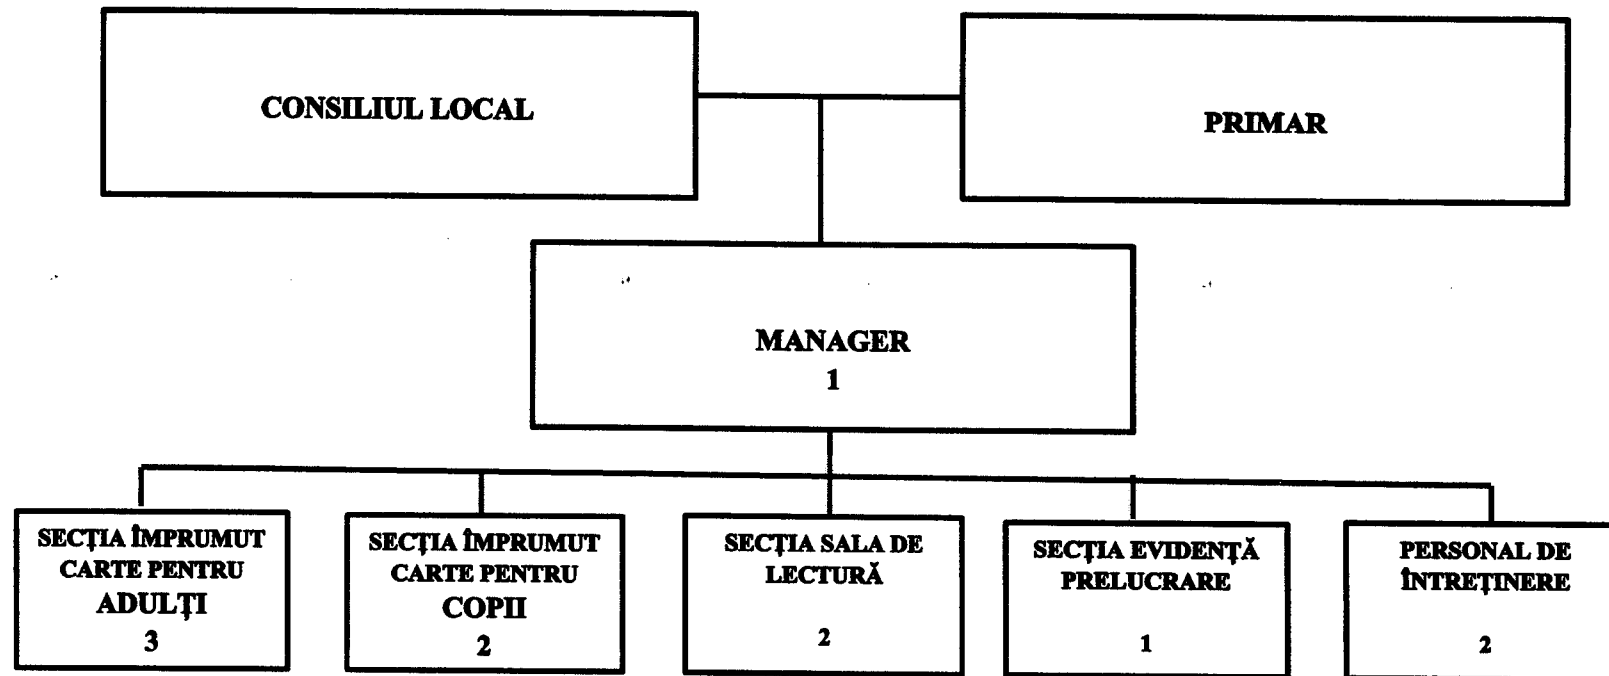 CONSILIUL LOCAL
PRIMAR
MANAGER
1
SECȚIA ÎMPRUMUT
CARTE PENTRU
ADULȚI
3
SECȚIA ÎMPRUMUT
CARTE PENTRU
COPII
2
SECȚIA SALA DE
LECTURĂ
2
SECȚIA EVIDENȚĂ
PRELUCRARE
1
PERSONAL DE
ÎNTREȚINERE
2